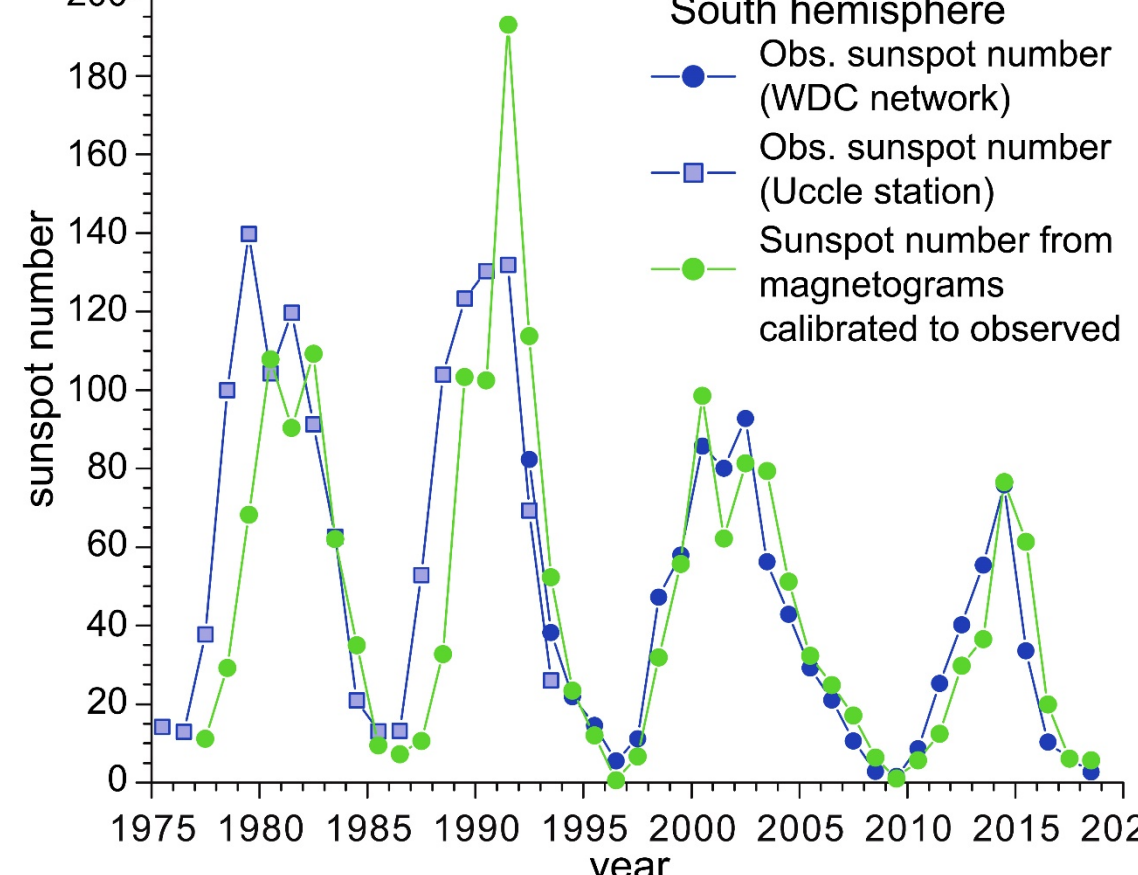 200
South hemisphere
Obs. sunspot number
(WDC network)
Obs. sunspot number
(Uccle station)
Sunspot number from
magnetograms
calibrated to observed
180
160
140
120
100
80
60
40
20
0
sunspot number
1975 1980 1985 1990 1995 2000 2005 2010 2015 202
year